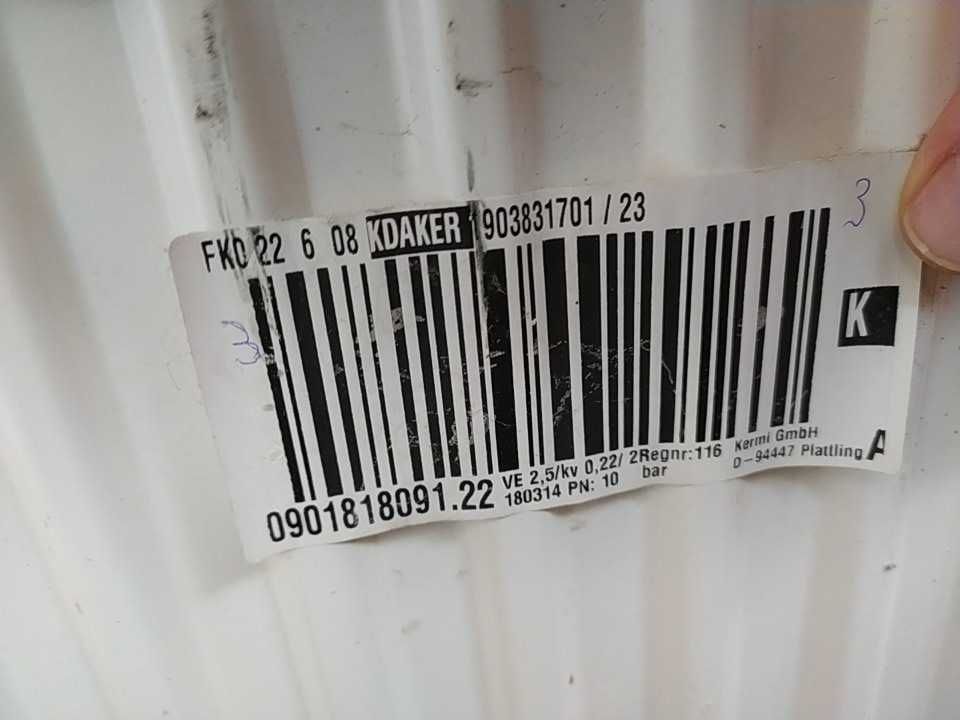 FKO 22 6 08 KDAKER 1903831701 / 23
3
3
K
0901818091.22
VE 2,5/kv 0,22/ 2Regnr:116
180314 PN: 10 bar
Kermi GmbH
D-94447 Plattling
A